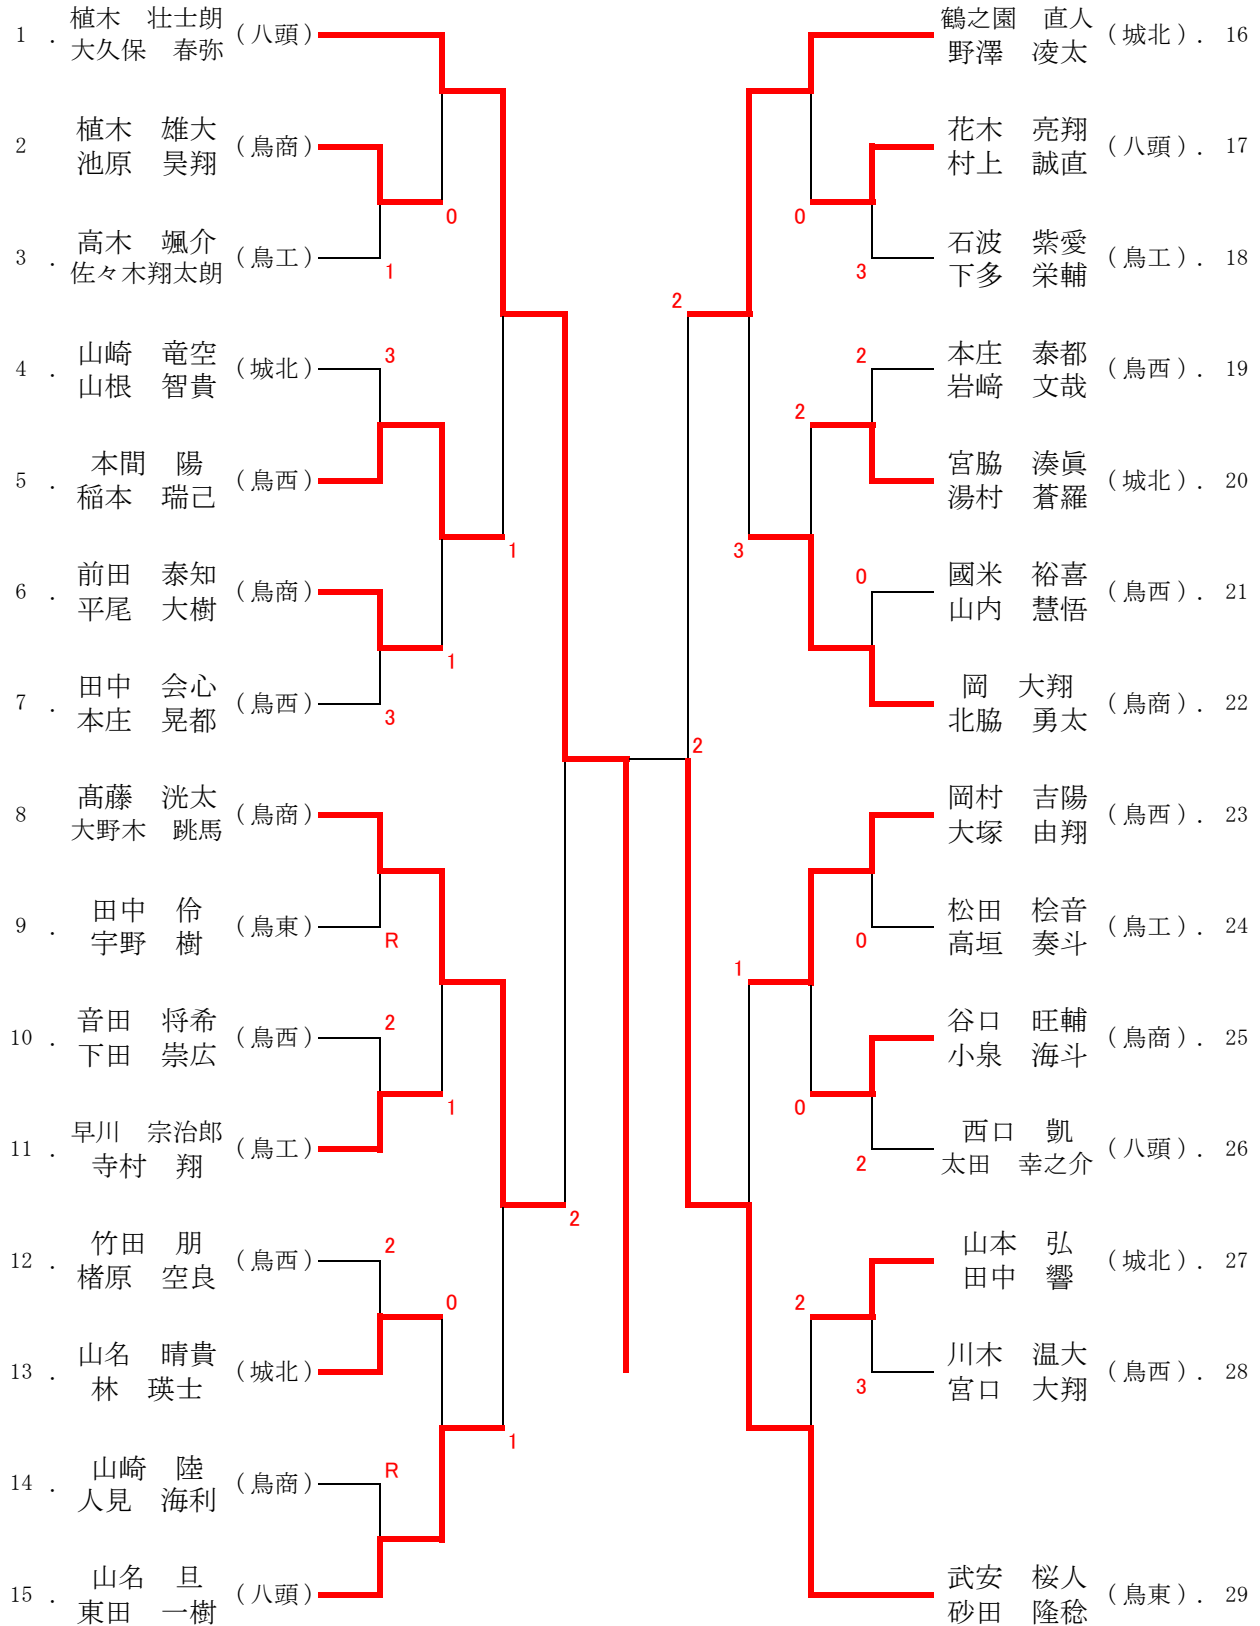 1 . 植木 壮士朗 (八頭)
大久保 春弥
2 植木 雄大 (鳥商)
池原 昊翔
0
3 . 高木 颯介 (鳥工)
佐々木翔太朗
1
4 . 山崎 竜空 (城北)
山根 智貴
3
5 . 本間 陽 (鳥西)
稲本 瑞己
1
6 . 前田 泰知 (鳥商)
平尾 大樹
1
7 . 田中 会心 (鳥西)
本庄 晃都
3
8 髙藤 洸太 (鳥商)
大野木 跳馬
9 . 田中 伶 (鳥東)
宇野 樹
R
10 . 音田 将希 (鳥西)
下田 崇広
2
1
11 . 早川 宗治郎 (鳥工)
寺村 翔
2
12 . 竹田 朋 (鳥西)
楮原 空良
2
0
13 . 山名 晴貴 (城北)
林 瑛士
1
14 . 山崎 陸 (鳥商)
人見 海利
R
15 . 山名 旦 (八頭)
東田 一樹
鶴之園 直人 (城北) . 16
野澤 凌太
花木 亮翔 (八頭) . 17
村上 誠直
0
石波 紫愛 (鳥工) . 18
下多 栄輔
3
2
本庄 泰都 (鳥西) . 19
岩﨑 文哉
2
2
宮脇 湊眞 (城北) . 20
湯村 蒼羅
3
國米 裕喜 (鳥西) . 21
山内 慧悟
0
岡 大翔 (鳥商) . 22
北脇 勇太
2
岡村 吉陽 (鳥西) . 23
大塚 由翔
松田 桧音 (鳥工) . 24
高垣 奏斗
0
1
谷口 旺輔 (鳥商) . 25
小泉 海斗
0
西口 凱 (八頭) . 26
太田 幸之介
2
山本 弘 (城北) . 27
田中 響
2
川木 温大 (鳥西) . 28
宮口 大翔
3
武安 桜人 (鳥東) . 29
砂田 隆稔